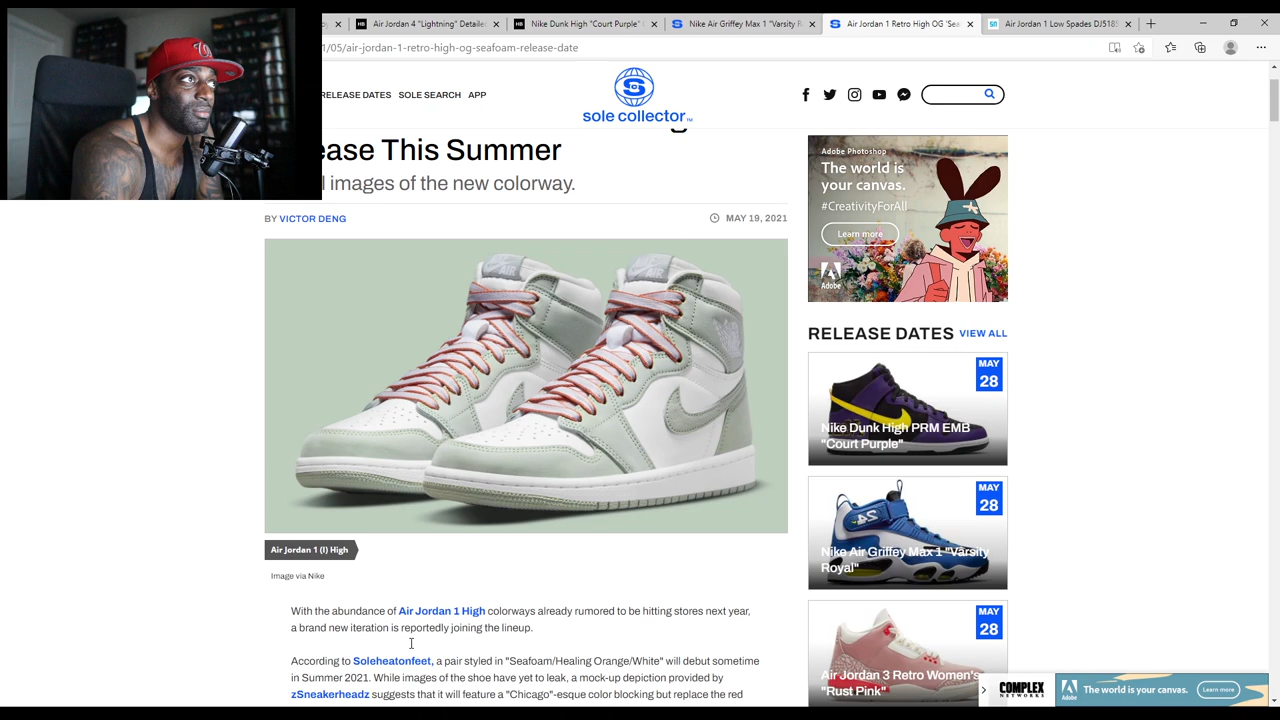 Air Jordan 4 "Lightning" Detailed
Nike Dunk High "Court Purple"
Nike Air Griffey Max 1 "Varsity R
Air Jordan 1 Retro High OG 'Sea
Air Jordan 1 Low Spades DJ5185
1/05/air-jordan-1-retro-high-og-seafoam-release-date
RELEASE DATES SOLE SEARCH APP
sole collector
ease This Summer
images of the new colorway.
BY VICTOR DENG
MAY 19, 2021
Air Jordan 1 (I) High
Image via Nike
With the abundance of Air Jordan 1 High colorways already rumored to be hitting stores next year,
a brand new iteration is reportedly joining the lineup.
According to Soleheatonfeet, a pair styled in "Seafoam/Healing Orange/White" will debut sometime
in Summer 2021. While images of the shoe have yet to leak, a mock-up depiction provided by
zSneakerheadz suggests that it will feature a "Chicago"-esque color blocking but replace the red
Adobe Photoshop
The world is
your canvas.
#CreativityForAll
Learn more
Adobe
RELEASE DATES VIEW ALL
MAY
28
Nike Dunk High PRM EMB
"Court Purple"
MAY
28
Nike Air Griffey Max 1 "Varsity
Royal"
MAY
28
Air Jordan 3 Retro Women's
"Rust Pink"
COMPLEX
NETWORKS
Adobe
The world is your canvas.
Learn more